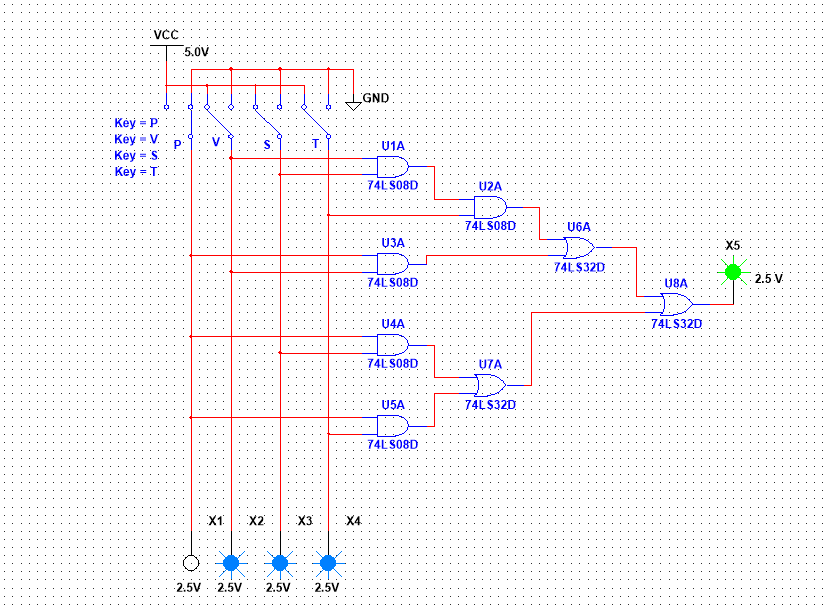 VCC
5.0V
GND
Key = P
Key = V
Key = S
Key = T
P
V
S
T
U1A
74LS08D
U2A
74LS08D
U3A
74LS08D
U6A
74LS32D
X5
2.5 V
U8A
74LS32D
U4A
74LS08D
U7A
74LS32D
U5A
74LS08D
X1 X2 X3 X4
2.5V 2.5V 2.5V 2.5V